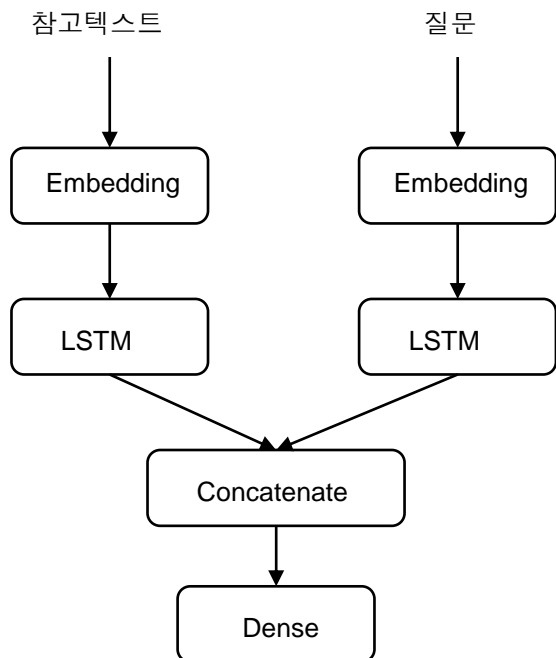 참고텍스트
질문
Embedding
Embedding
LSTM
LSTM
Concatenate
Dense